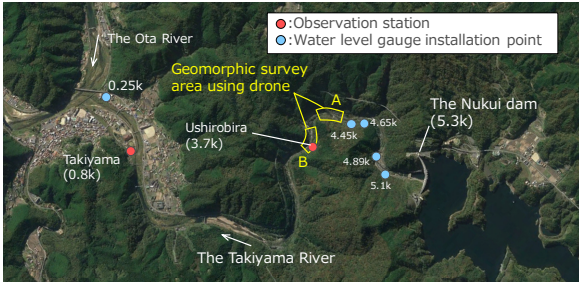 :Observation station
:Water level gauge installation point
The Ota River
0.25k
Geomorphic survey
area using drone
A
The Nukui dam
(5.3k)
4.45k
4.65k
Ushirobira
(3.7k)
B
4.89k
5.1k
Takiyama
(0.8k)
The Takiyama River